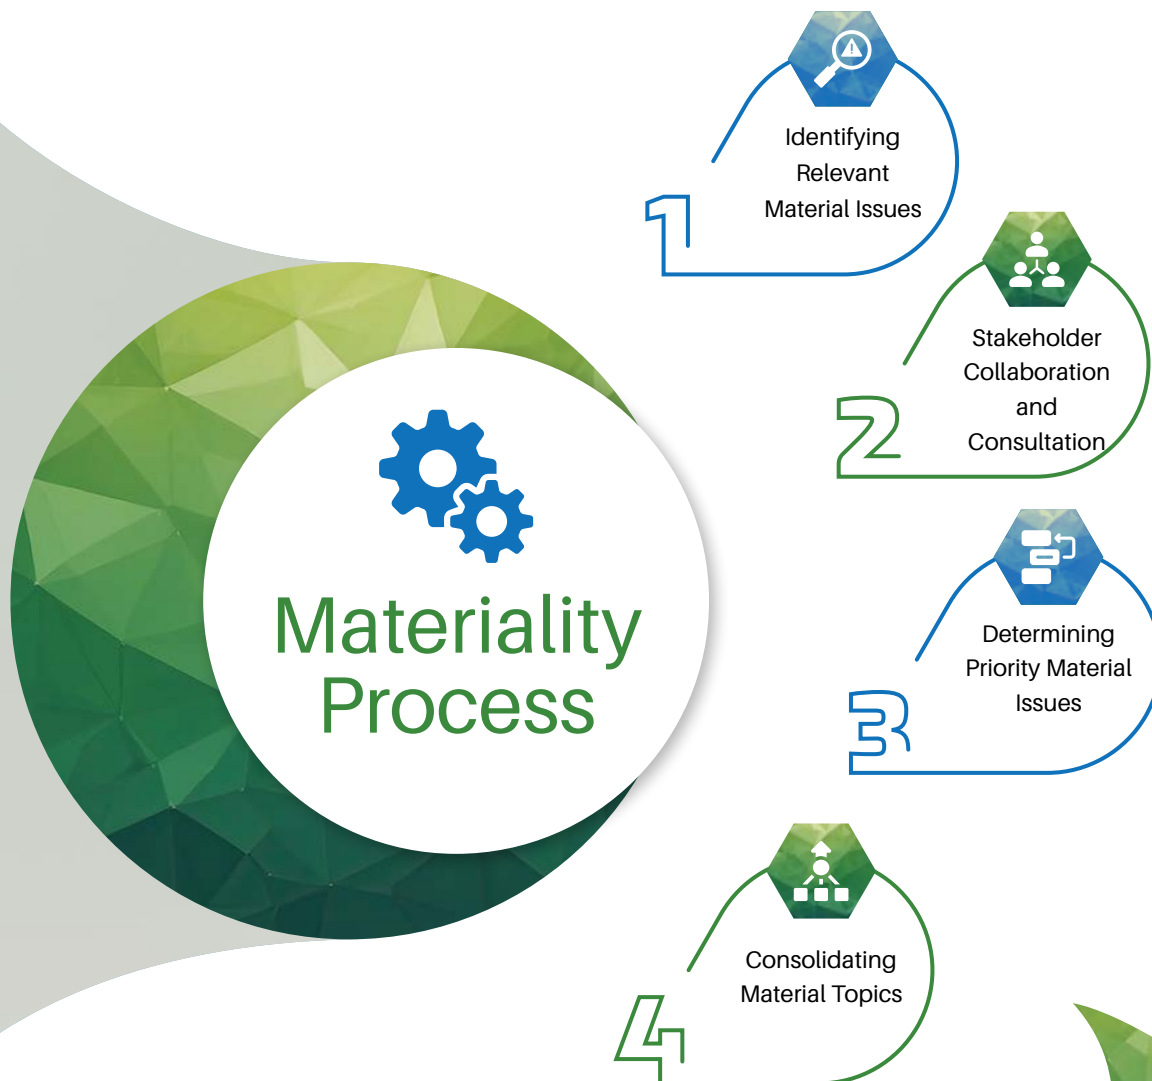 1
Identifying
Relevant
Material Issues
2
Stakeholder
Collaboration
and
Consultation
Materiality
Process
3
Determining
Priority Material
Issues
4
Consolidating
Material Topics